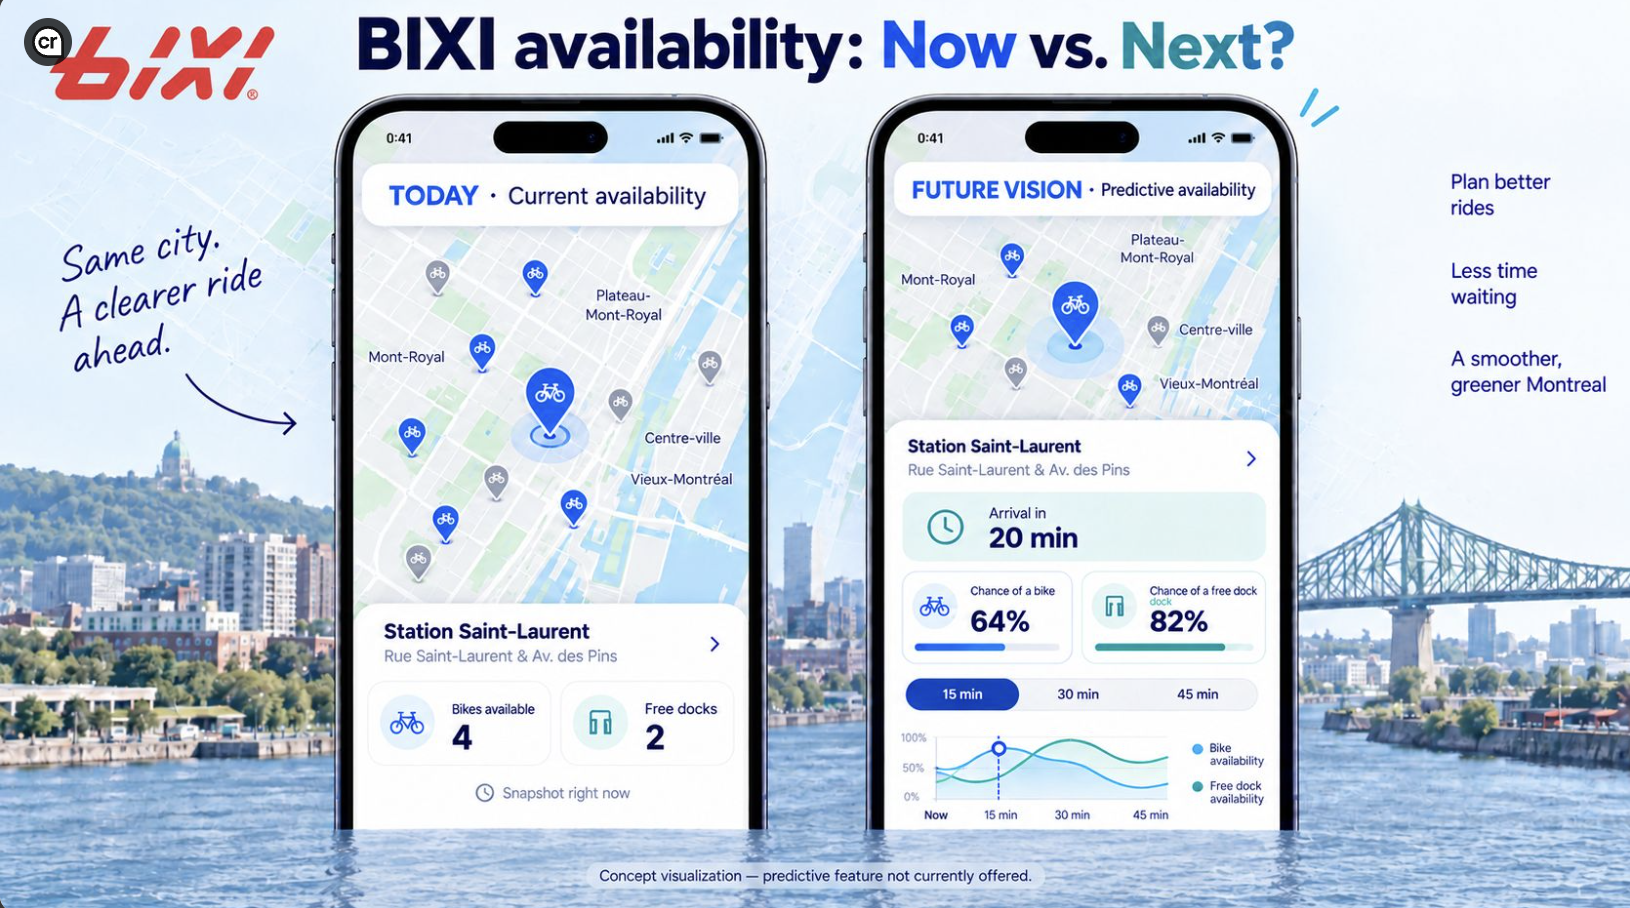 cr
bixi®
BIXI availability: Now vs. Next?
Same city.
A clearer ride
ahead.
0:41
TODAY · Current availability
Plateau-
Mont-Royal
Mont-Royal
Centre-ville
Vieux-Montréal
Station Saint-Laurent
Rue Saint-Laurent & Av. des Pins
Bikes available
4
Free docks
2
Snapshot right now
0:41
FUTURE VISION · Predictive availability
Plateau-
Mont-Royal
Mont-Royal
Centre-ville
Vieux-Montréal
Station Saint-Laurent
Rue Saint-Laurent & Av. des Pins
Arrival in
20 min
Chance of a bike
64%
Chance of a free dock
dock
82%
15 min
30 min
45 min
100%
50%
0%
Now
15 min
30 min
45 min
Bike
availability
Free dock
availability
Plan better
rides
Less time
waiting
A smoother,
greener Montreal
Concept visualization — predictive feature not currently offered.